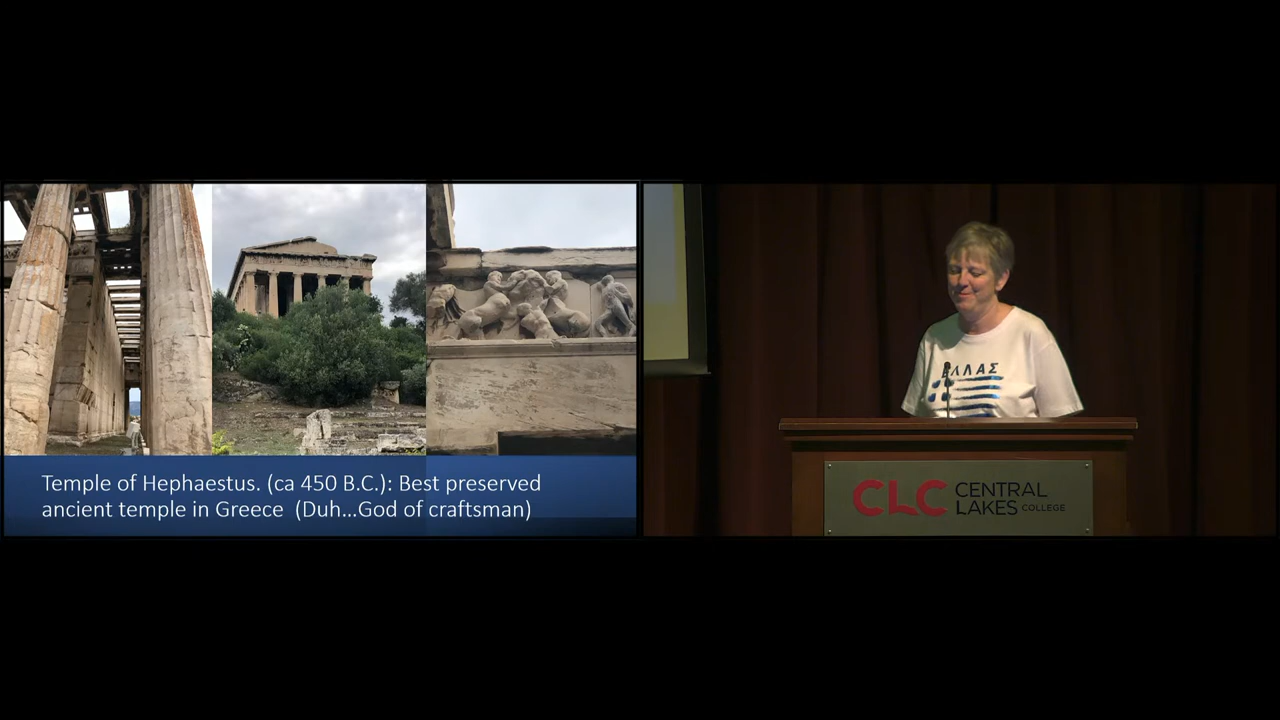 Temple of Hephaestus. (ca 450 B.C.): Best preserved
ancient temple in Greece  (Duh...God of craftsman)
ΕΛΛΑΣ
CLC CENTRAL
LAKES COLLEGE